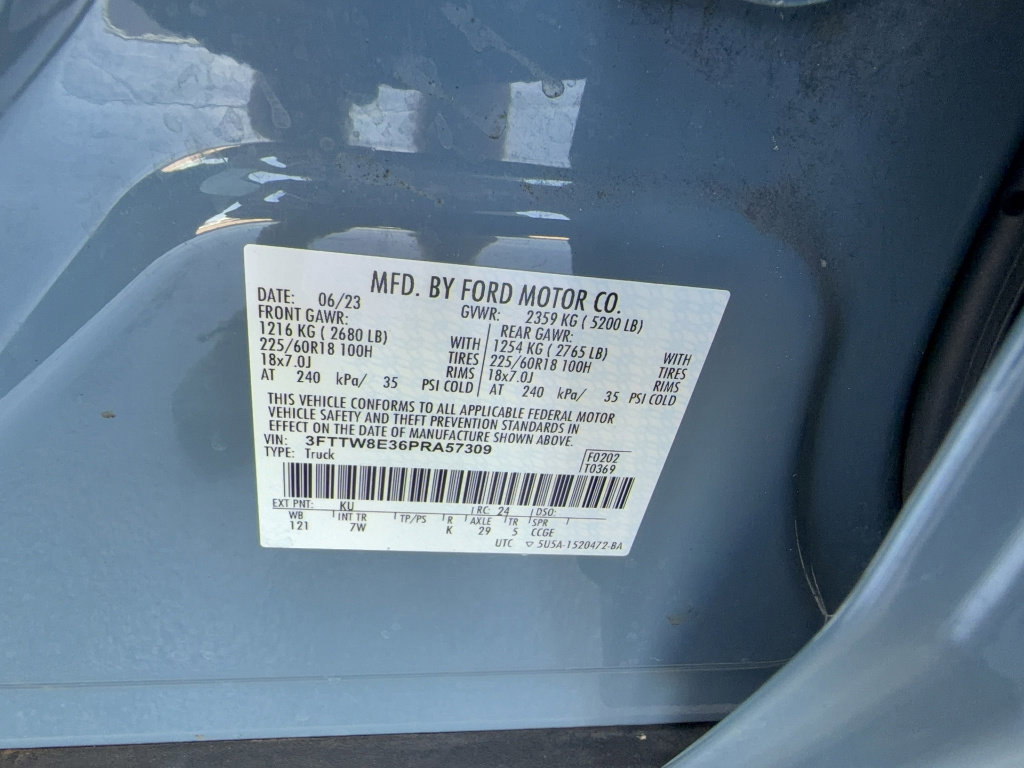 MFD. BY FORD MOTOR CO.
DATE: 06/23 GVWR: 2359 KG ( 5200 LB)
FRONT GAWR: REAR GAWR:
1216 KG ( 2680 LB) WITH 1254 KG ( 2765 LB) WITH
225/60R18 100H TIRES 225/60R18 100H TIRES
18x7.0J RIMS 18x7.0J RIMS
AT 240 kPa/ 35 PSI COLD AT 240 kPa/ 35 PSI COLD
THIS VEHICLE CONFORMS TO ALL APPLICABLE FEDERAL MOTOR
VEHICLE SAFETY AND THEFT PREVENTION STANDARDS IN
EFFECT ON THE DATE OF MANUFACTURE SHOWN ABOVE.
VIN: 3FTTW8E36PRA57309 F0202
TYPE: Truck T0369
EXT PNT: KU RC: 24 DSO:
WB INT TR TP/PS R AXLE TR SPR
121 7W K 29 5 CCGE
UTC ▽ 5U5A-1520472-BA